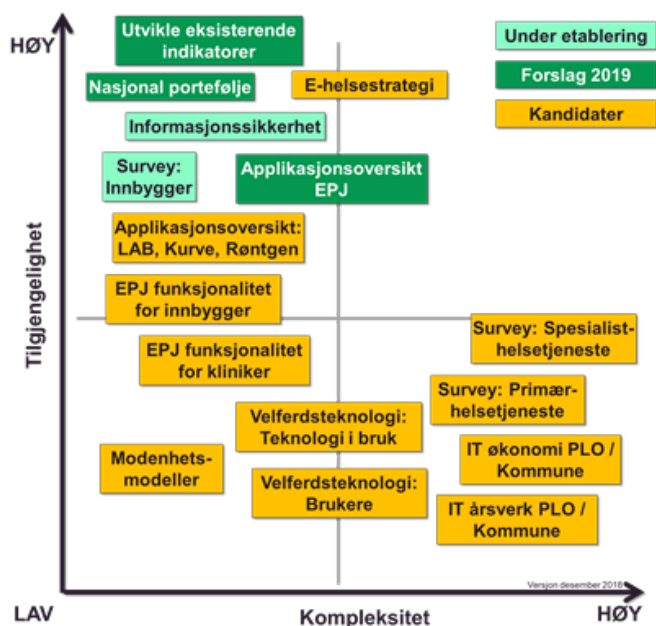 HØY
Utvikle eksisterende
indikatorer
Under etablering
Nasjonal portefølje
E-helsestrategi
Forslag 2019
Informasjonssikkerhet
Kandidater
Survey:
Innbygger
Applikasjonsoversikt
EPJ
Applikasjonsoversikt:
LAB, Kurve, Røntgen
Tilgjengelighet
EPJ funksjonalitet
for innbygger
Survey: Spesialist-
helsetjeneste
EPJ funksjonalitet
for kliniker
Survey: Primær-
helsetjeneste
Velferdsteknologi:
Teknologi i bruk
IT økonomi PLO /
Kommune
Modenhets-
modeller
Velferdsteknologi:
Brukere
IT årsverk PLO /
Kommune
Versjon desember 2018
LAV
Kompleksitet
HØY